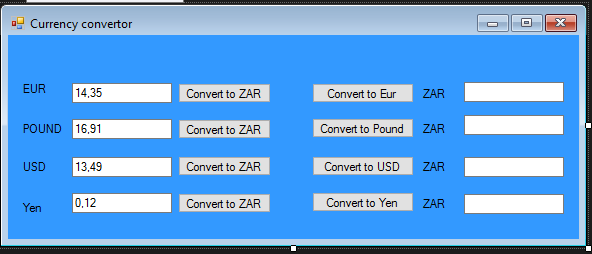 Currency convertor
EUR 14,35 Convert to ZAR Convert to Eur ZAR
POUND 16,91 Convert to ZAR Convert to Pound ZAR
USD 13,49 Convert to ZAR Convert to USD ZAR
Yen 0,12 Convert to ZAR Convert to Yen ZAR